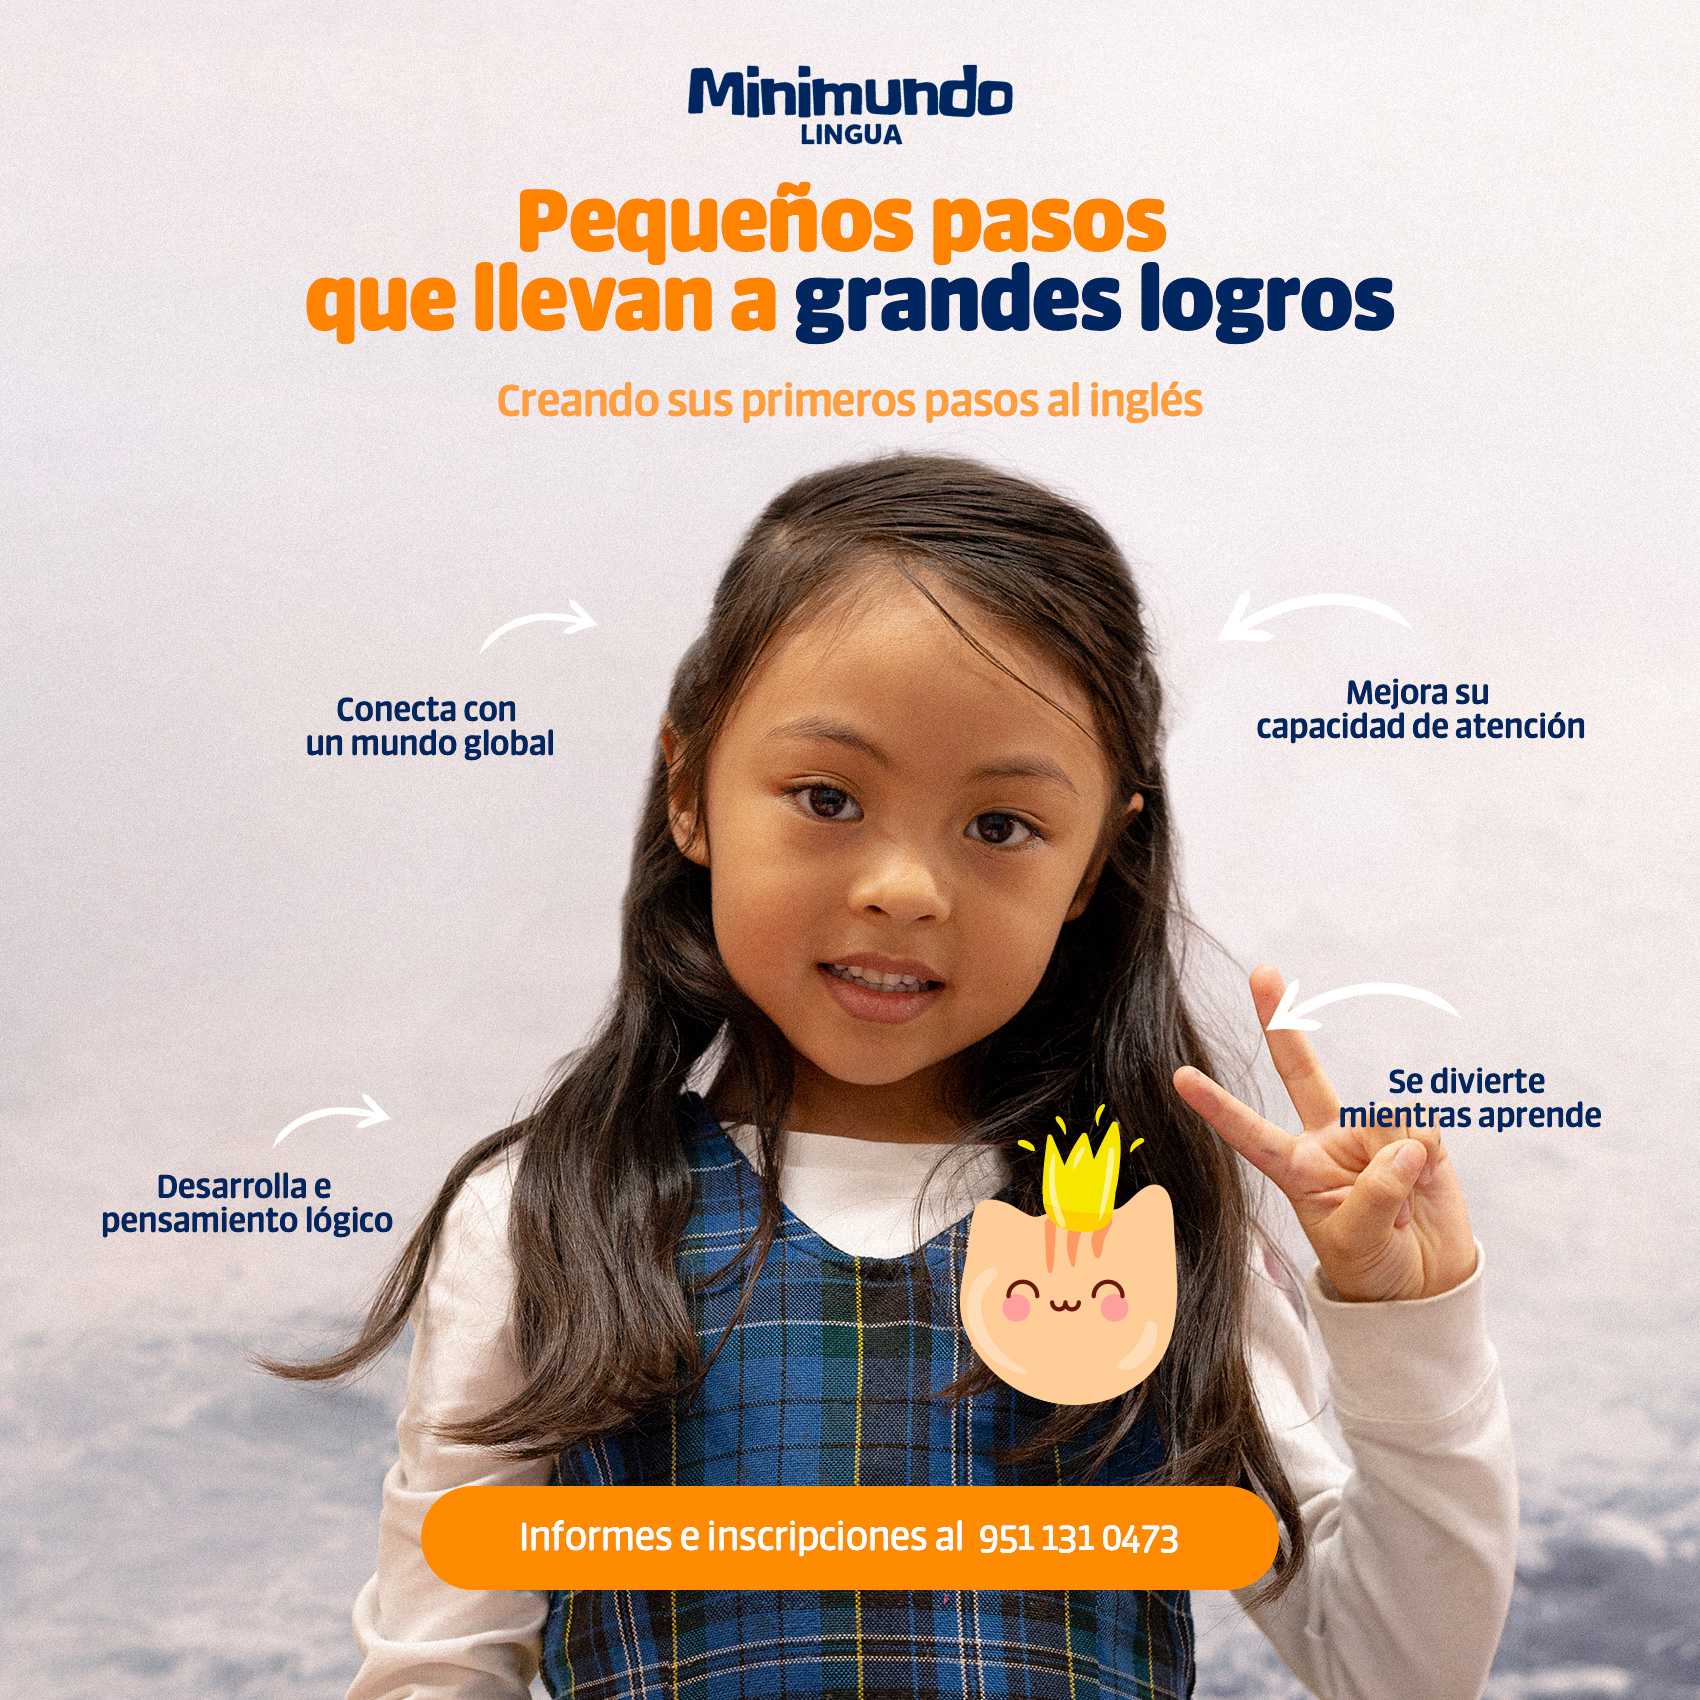 Minimundo
LINGUA
Pequeños pasos
que llevan a grandes logros
Creando sus primeros pasos al inglés
Conecta con
un mundo global
Mejora su
capacidad de atención
Se divierte
mientras aprende
Desarrolla e
pensamiento lógico
Informes e inscripciones al 951 131 0473